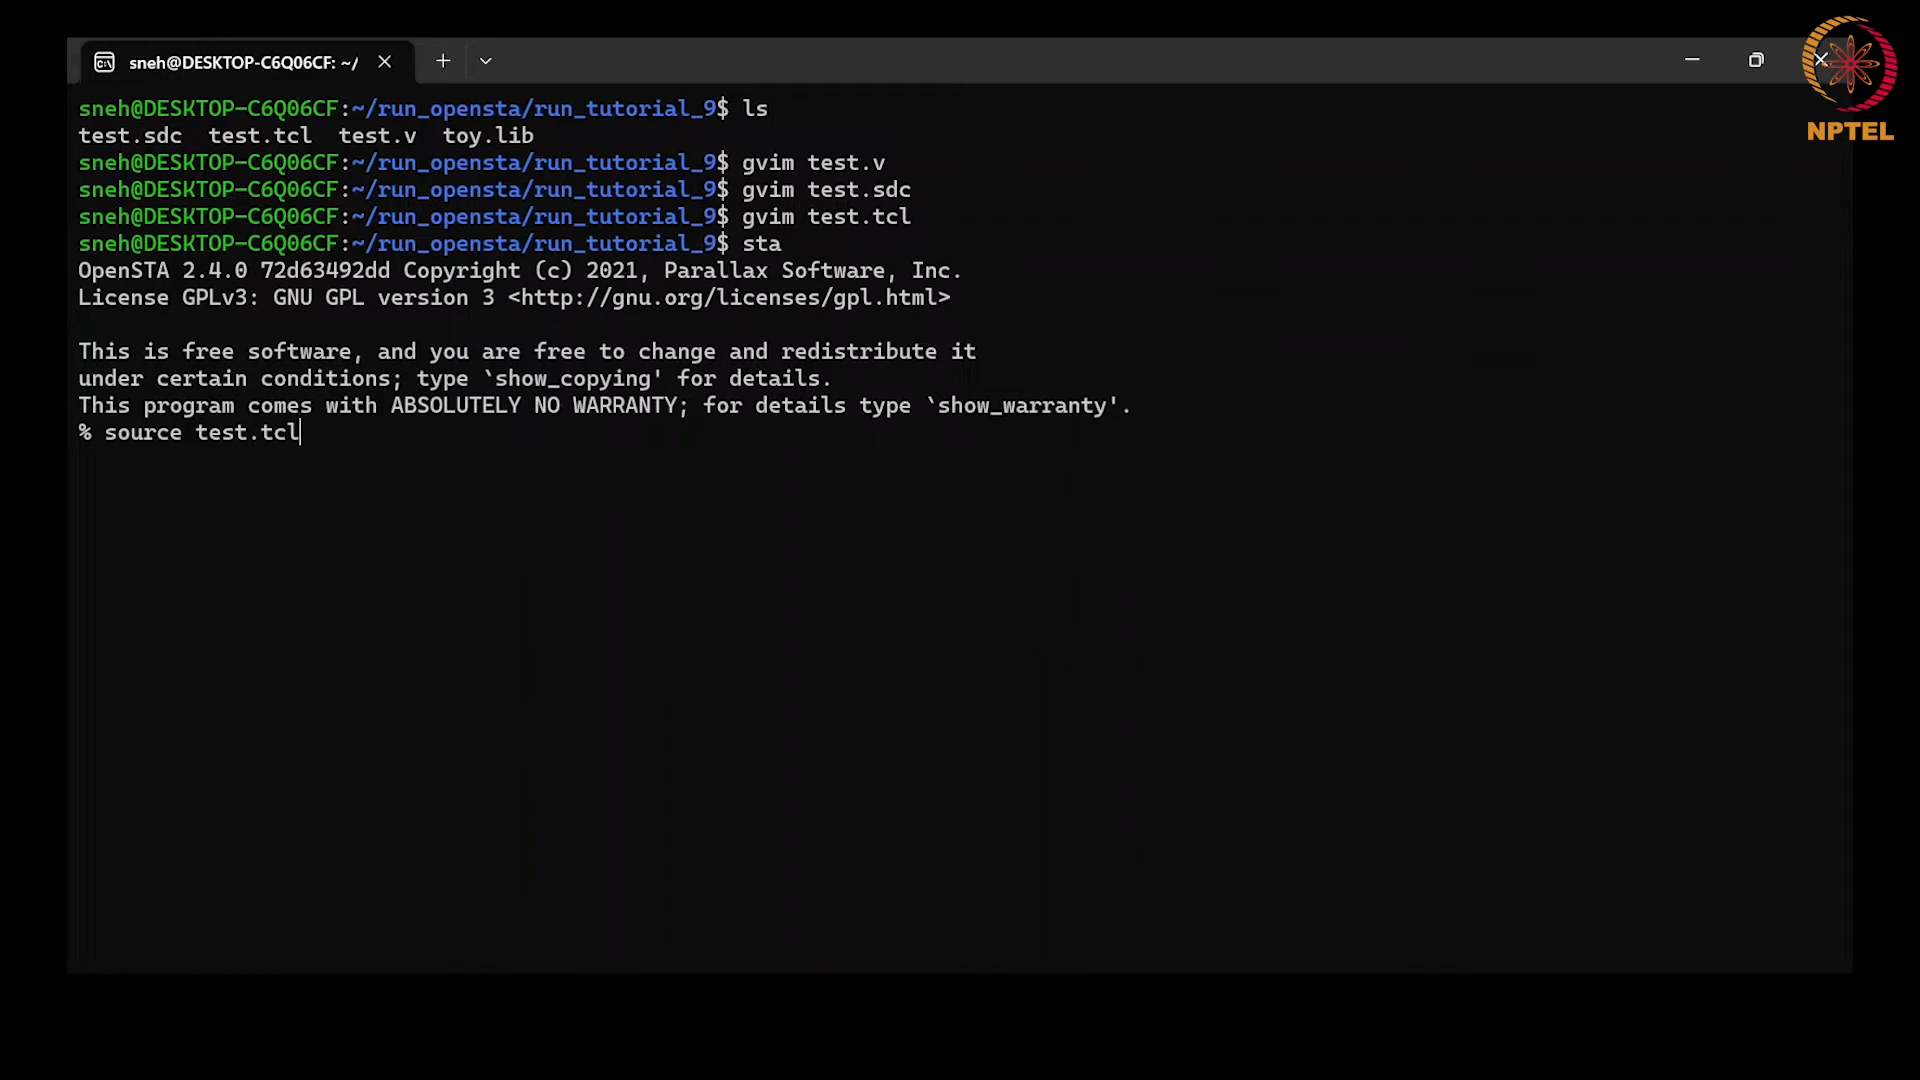 sneh@DESKTOP-C6Q06CF: ~/
NPTEL
sneh@DESKTOP-C6Q06CF:~/run_opensta/run_tutorial_9$ ls
test.sdc  test.tcl  test.v  toy.lib
sneh@DESKTOP-C6Q06CF:~/run_opensta/run_tutorial_9$ gvim test.v
sneh@DESKTOP-C6Q06CF:~/run_opensta/run_tutorial_9$ gvim test.sdc
sneh@DESKTOP-C6Q06CF:~/run_opensta/run_tutorial_9$ gvim test.tcl
sneh@DESKTOP-C6Q06CF:~/run_opensta/run_tutorial_9$ sta
OpenSTA 2.4.0 72d63492dd Copyright (c) 2021, Parallax Software, Inc.
License GPLv3: GNU GPL version 3 <http://gnu.org/licenses/gpl.html>
This is free software, and you are free to change and redistribute it
under certain conditions; type `show_copying' for details.
This program comes with ABSOLUTELY NO WARRANTY; for details type `show_warranty'.
% source test.tcl